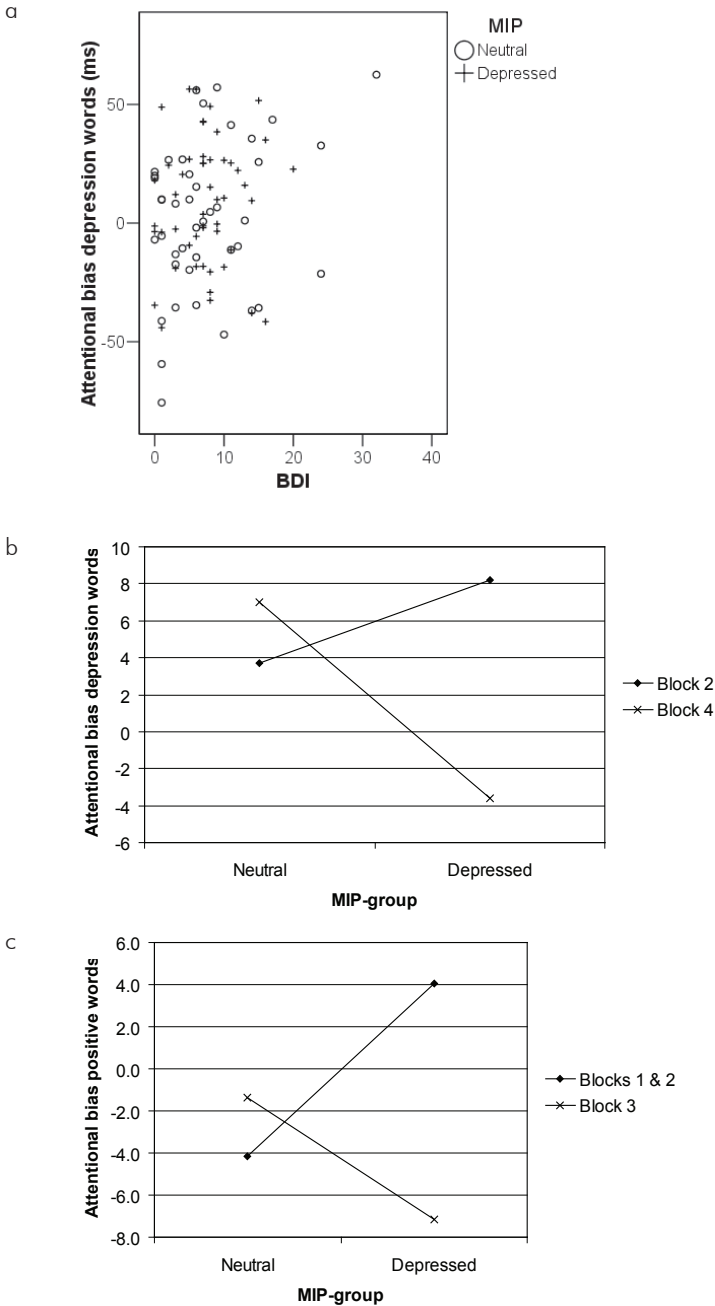 a
Attentional bias depression words (ms)
50
0
-50
0 10 20 30 40
BDI
MIP
Neutral
Depressed
b
Attentional bias depression words
10
8
6
4
2
0
-2
-4
-6
Neutral Depressed
MIP-group
Block 2
Block 4
c
Attentional bias positive words
6.0
4.0
2.0
0.0
-2.0
-4.0
-6.0
-8.0
Neutral Depressed
MIP-group
Blocks 1 & 2
Block 3